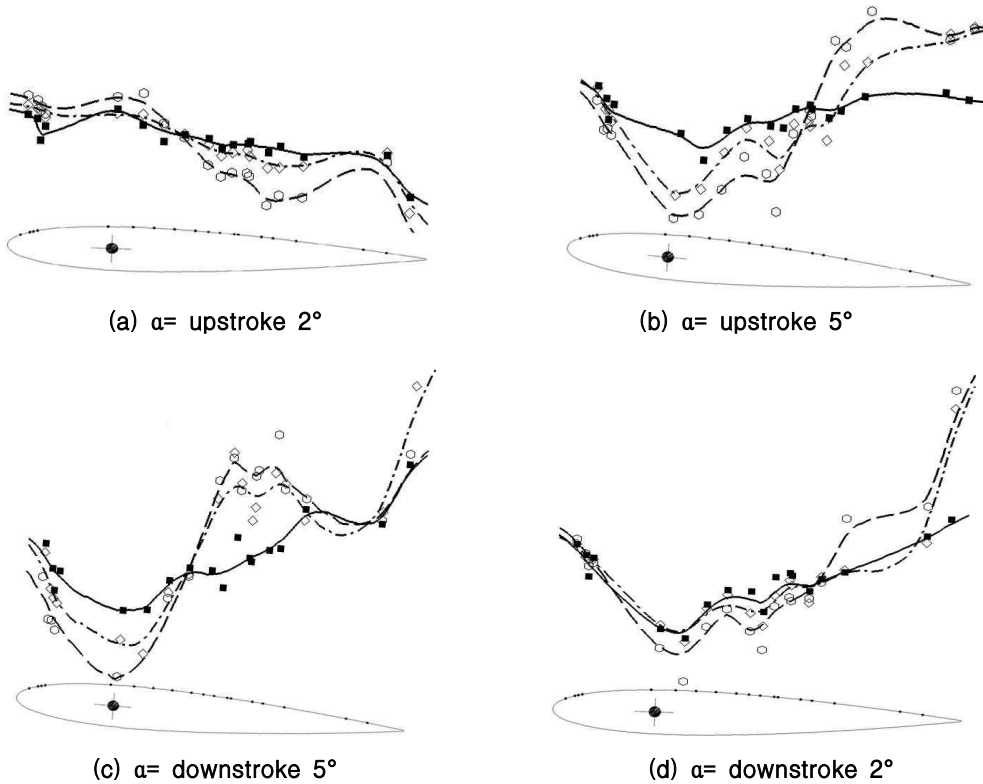 (a) α= upstroke 2°
(b) α= upstroke 5°
(c) α= downstroke 5°
(d) α= downstroke 2°